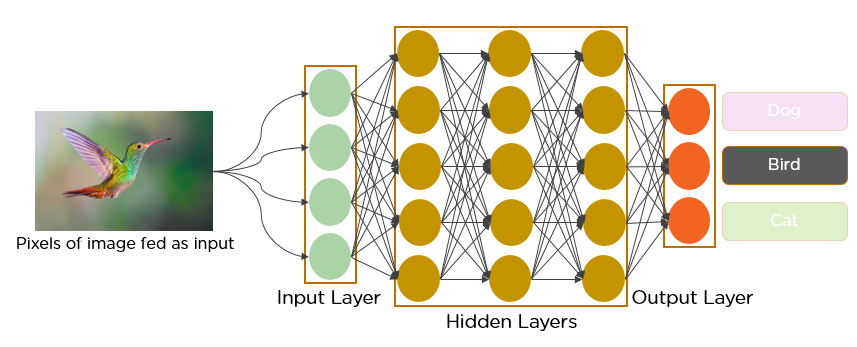 Pixels of image fed as input
Input Layer
Hidden Layers
Output Layer
Dog
Bird
Cat